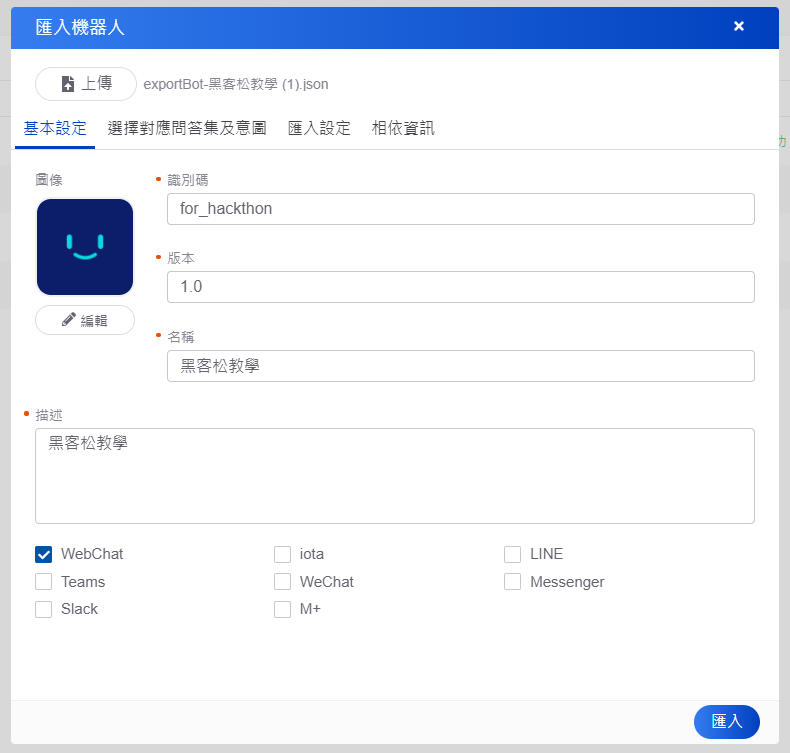 匯入機器人
上傳 exportBot-黑客松教學 (1).json
基本設定 選擇對應問答集及意圖 匯入設定 相依資訊
圖像
識別碼
for_hackthon
版本
1.0
編輯
名稱
黑客松教學
描述
黑客松教學
WebChat iota LINE
Teams WeChat Messenger
Slack M+
匯入